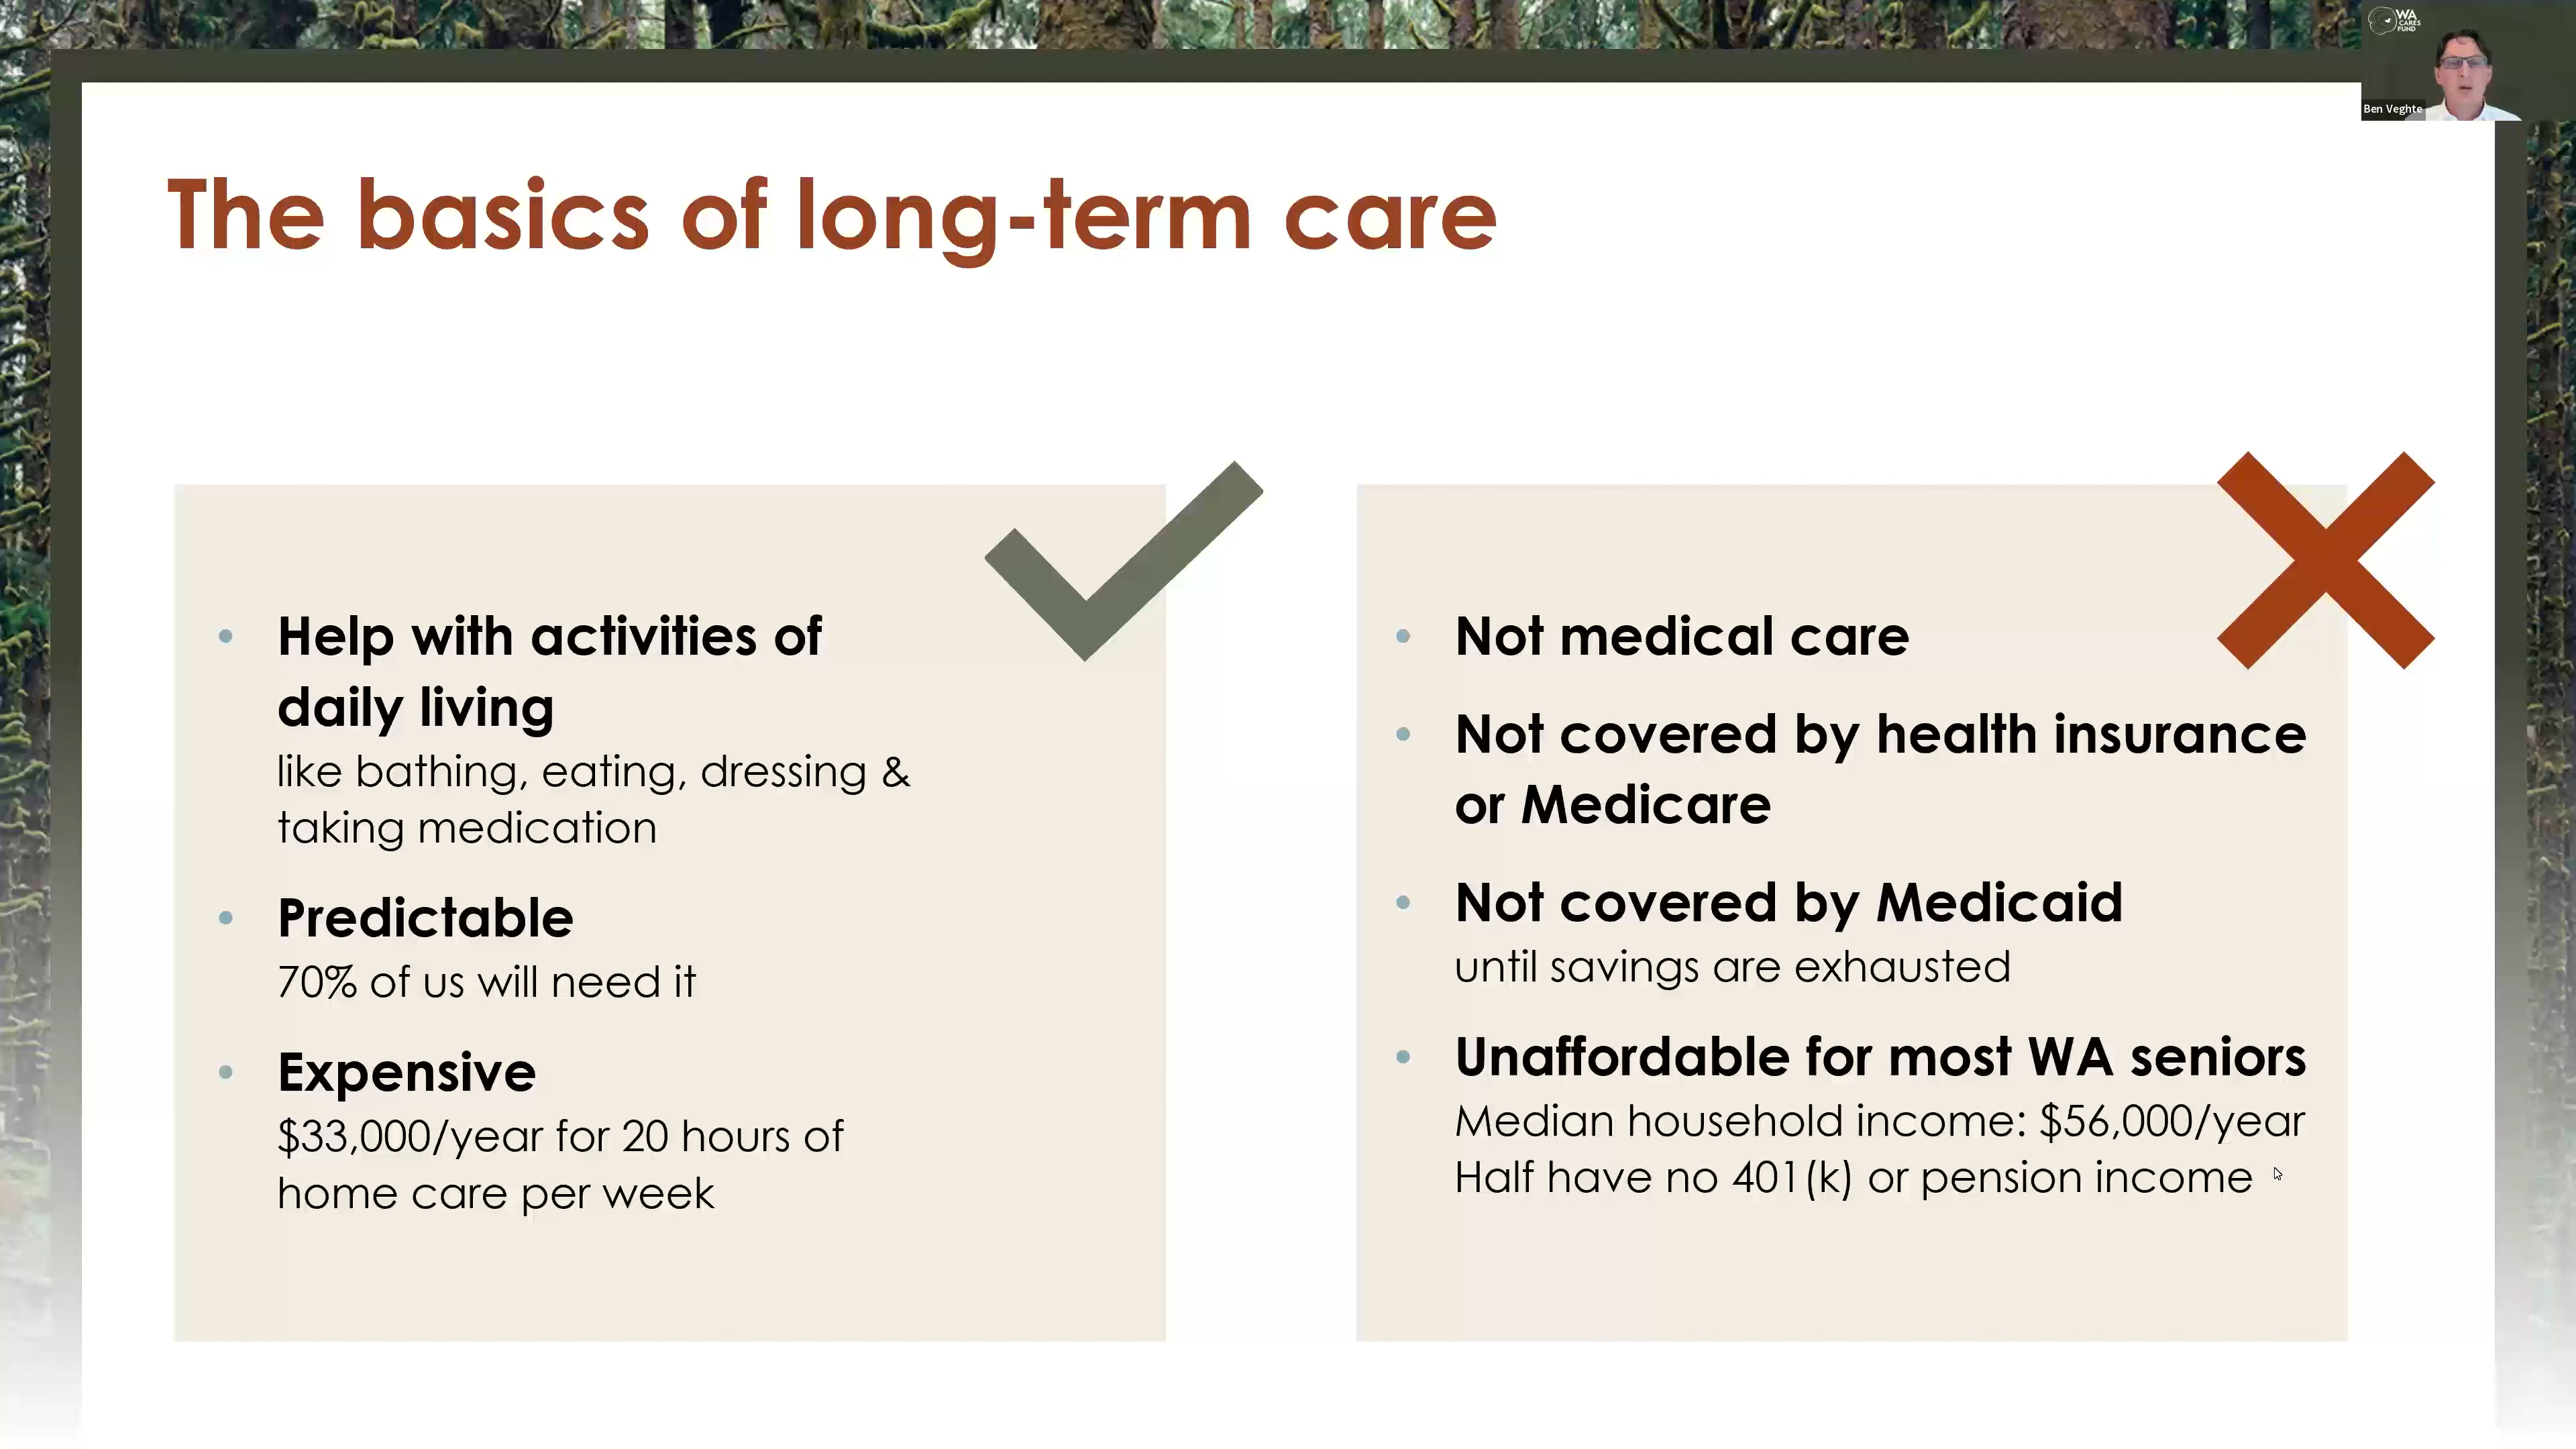 WA
CARES
FUND
Ben Veghte
The basics of long-term care
• Help with activities of
daily living
like bathing, eating, dressing &
taking medication
• Predictable
70% of us will need it
• Expensive
$33,000/year for 20 hours of
home care per week
• Not medical care
• Not covered by health insurance
or Medicare
• Not covered by Medicaid
until savings are exhausted
• Unaffordable for most WA seniors
Median household income: $56,000/year
Half have no 401(k) or pension income